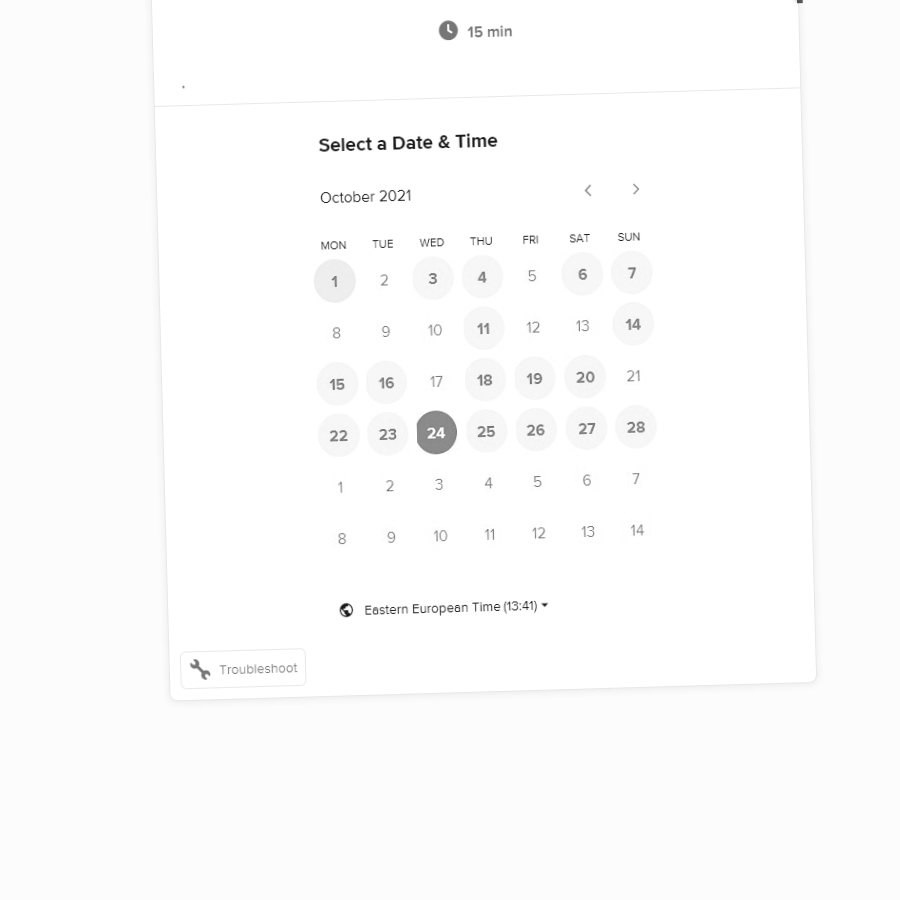 15 min
Select a Date & Time
October 2021
MON TUE WED THU FRI SAT SUN
1 2 3 4 5 6 7
8 9 10 11 12 13 14
15 16 17 18 19 20 21
22 23 24 25 26 27 28
1 2 3 4 5 6 7
8 9 10 11 12 13 14
Eastern European Time (13:41)
Troubleshoot